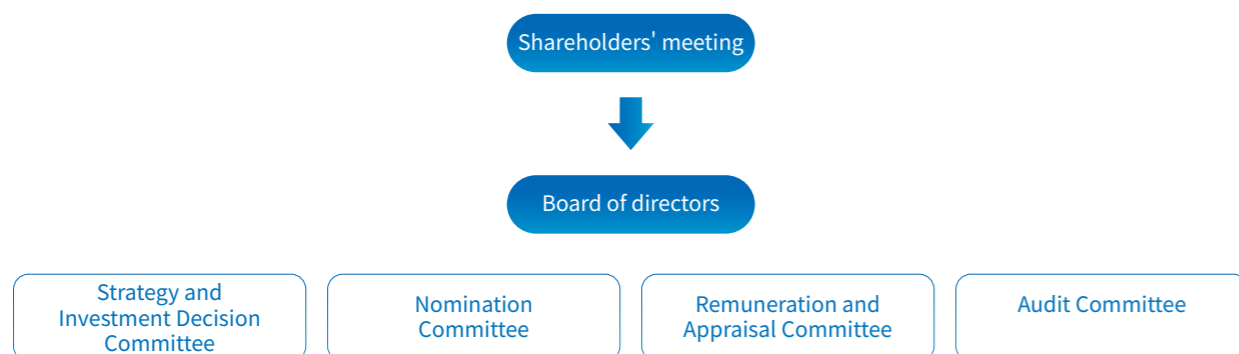 Shareholders' meeting
Board of directors
Strategy and
Investment Decision
Committee
Nomination
Committee
Remuneration and
Appraisal Committee
Audit Committee